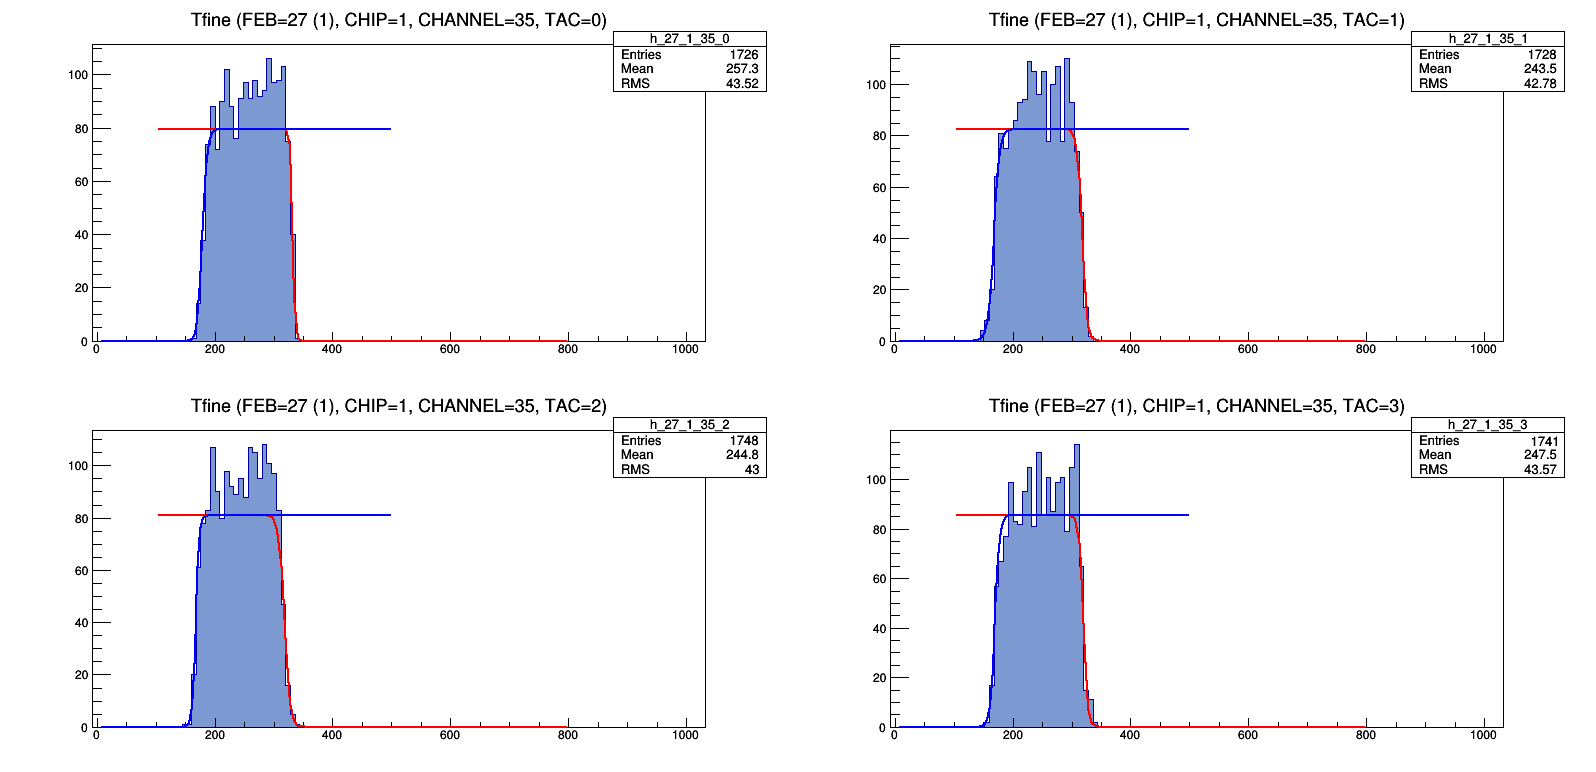 Tfine (FEB=27 (1), CHIP=1, CHANNEL=35, TAC=0)
h_27_1_35_0
Entries 1726
Mean 257.3
RMS 43.52
100
80
60
40
20
0
0 200 400 600 800 1000
Tfine (FEB=27 (1), CHIP=1, CHANNEL=35, TAC=1)
h_27_1_35_1
Entries 1728
Mean 243.5
RMS 42.78
100
80
60
40
20
0
0 200 400 600 800 1000
Tfine (FEB=27 (1), CHIP=1, CHANNEL=35, TAC=2)
h_27_1_35_2
Entries 1748
Mean 244.8
RMS 43
100
80
60
40
20
0
0 200 400 600 800 1000
Tfine (FEB=27 (1), CHIP=1, CHANNEL=35, TAC=3)
h_27_1_35_3
Entries 1741
Mean 247.5
RMS 43.57
100
80
60
40
20
0
0 200 400 600 800 1000